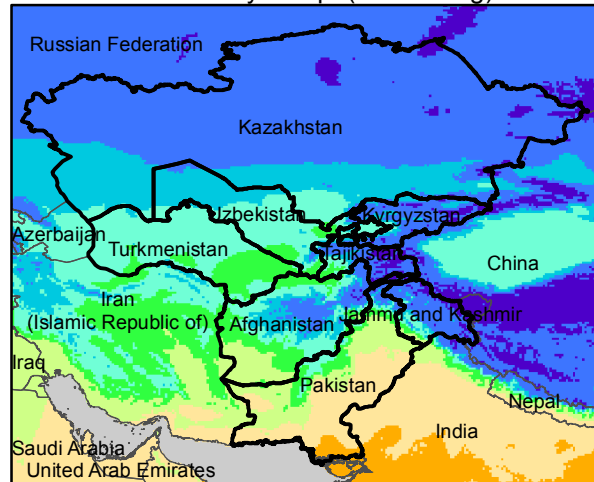 Russian Federation
Kazakhstan
Uzbekistan
Kyrgyzstan
Azerbaijan
Turkmenistan
Tajikistan
China
Iran
(Islamic Republic of)
Afghanistan
Jammu and Kashmir
Iraq
Pakistan
Nepal
India
Saudi Arabia
United Arab Emirates